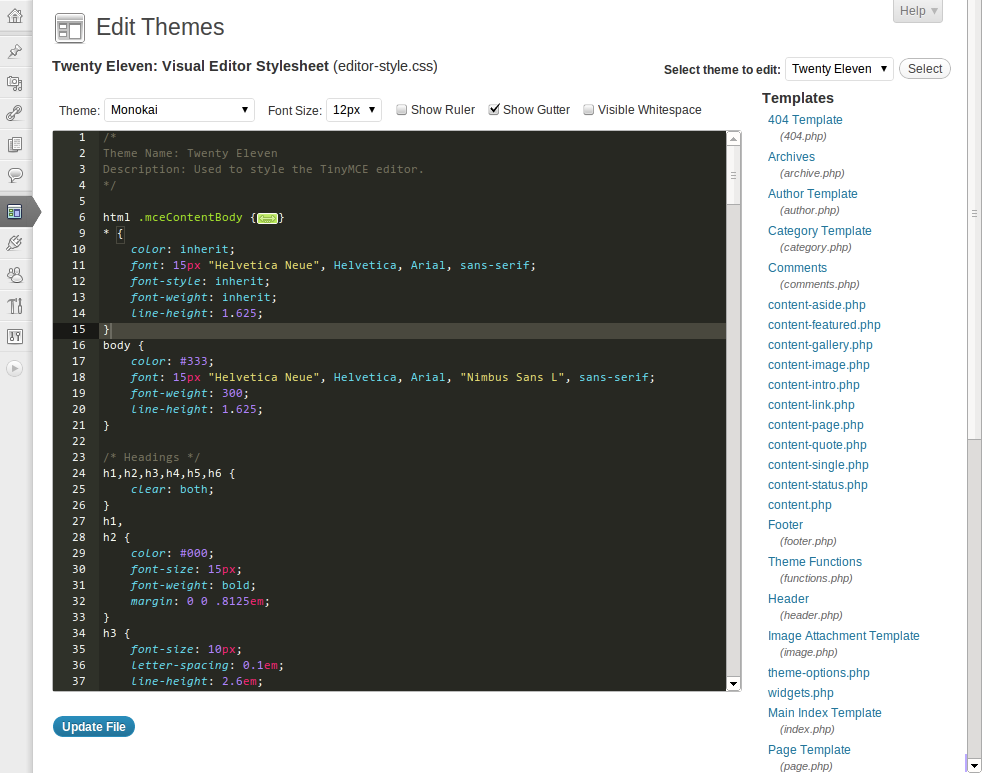 Help
Edit Themes
Twenty Eleven: Visual Editor Stylesheet (editor-style.css)
Select theme to edit: Twenty Eleven Select
Theme: Monokai Font Size: 12px Show Ruler Show Gutter Visible Whitespace
1 /*
2 Theme Name: Twenty Eleven
3 Description: Used to style the TinyMCE editor.
4 */
5
6 html .mceContentBody {}
9 * {
10 color: inherit;
11 font: 15px "Helvetica Neue", Helvetica, Arial, sans-serif;
12 font-style: inherit;
13 font-weight: inherit;
14 line-height: 1.625;
15 }
16 body {
17 color: #333;
18 font: 15px "Helvetica Neue", Helvetica, Arial, "Nimbus Sans L", sans-serif;
19 font-weight: 300;
20 line-height: 1.625;
21 }
22
23 /* Headings */
24 h1,h2,h3,h4,h5,h6 {
25 clear: both;
26 }
27 h1,
28 h2 {
29 color: #000;
30 font-size: 15px;
31 font-weight: bold;
32 margin: 0 0 .8125em;
33 }
34 h3 {
35 font-size: 10px;
36 letter-spacing: 0.1em;
37 line-height: 2.6em;
Update File
Templates
404 Template
(404.php)
Archives
(archive.php)
Author Template
(author.php)
Category Template
(category.php)
Comments
(comments.php)
content-aside.php
content-featured.php
content-gallery.php
content-image.php
content-intro.php
content-link.php
content-page.php
content-quote.php
content-single.php
content-status.php
content.php
Footer
(footer.php)
Theme Functions
(functions.php)
Header
(header.php)
Image Attachment Template
(image.php)
theme-options.php
widgets.php
Main Index Template
(index.php)
Page Template
(page.php)